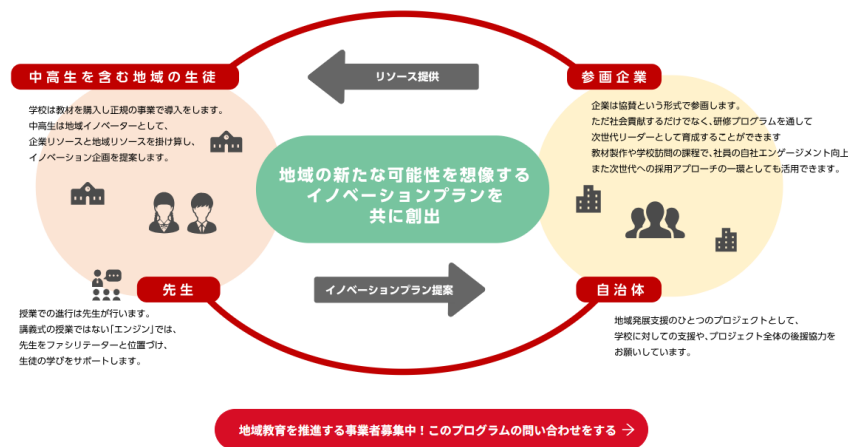 中高生を含む地域の生徒
学校は教材を購入し正規の事業で導入をします。
中高生は地域イノベーターとして、
企業リソースと地域リソースを掛け算し、
イノベーション企画を提案します。
リソース提供
参画企業
企業は協賛という形式で参画します。
ただ社会貢献するだけでなく、研修プログラムを通して
次世代リーダーとして育成することができます
教材製作や学校訪問の課程で、社員の自社エンゲージメント向上
また次世代への採用アプローチの一環としても活用できます。
地域の新たな可能性を想像する
イノベーションプランを
共に創出
先生
授業での進行は先生が行います。
講義式の授業ではない「エンジン」では、
先生をファシリテーターと位置づけ、
生徒の学びをサポートします。
イノベーションプラン提案
自治体
地域発展支援のひとつのプロジェクトとして、
学校に対しての支援や、プロジェクト全体の後援協力を
お願いしています。
地域教育を推進する事業者募集中！このプログラムの問い合わせをする →